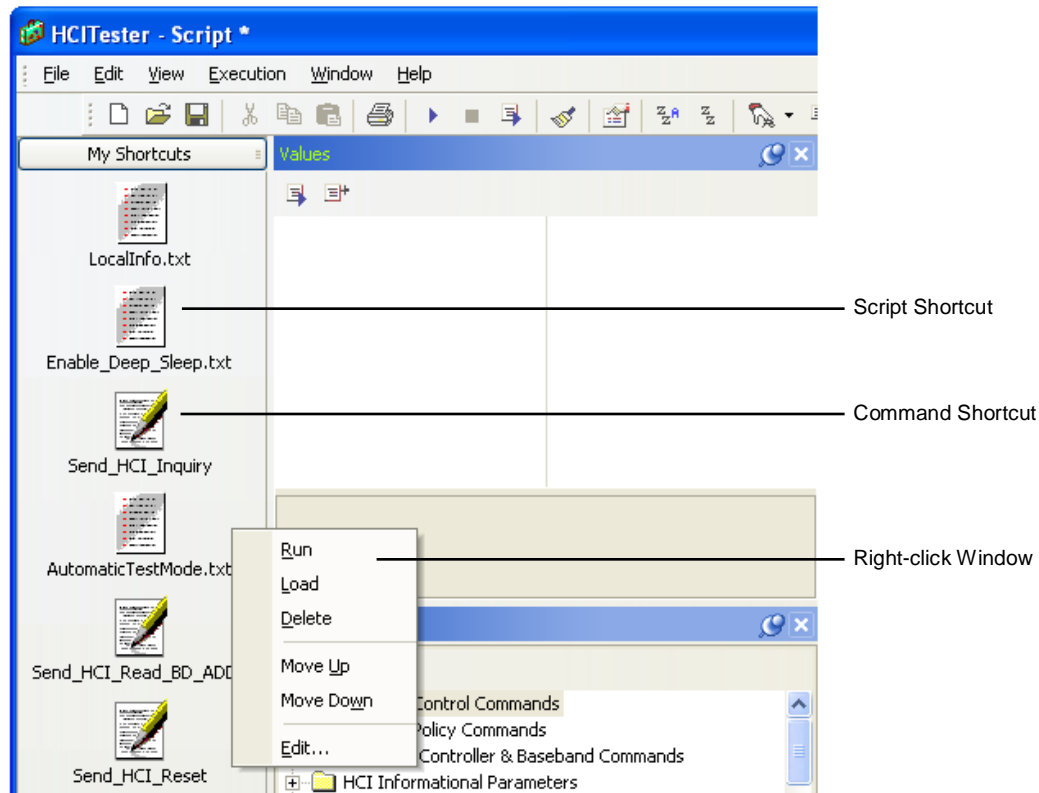 HCITester - Script *
File Edit View Execution Window Help
My Shortcuts
Values
LocalInfo.txt
Enable_Deep_Sleep.txt
Script Shortcut
Send_HCI_Inquiry
Command Shortcut
AutomaticTestMode.txt
Run
Load
Delete
Move Up
Move Down
Edit...
Right-click Window
Send_HCI_Read_BD_ADD
Send_HCI_Reset
Control Commands
Policy Commands
Controller & Baseband Commands
HCI Informational Parameters